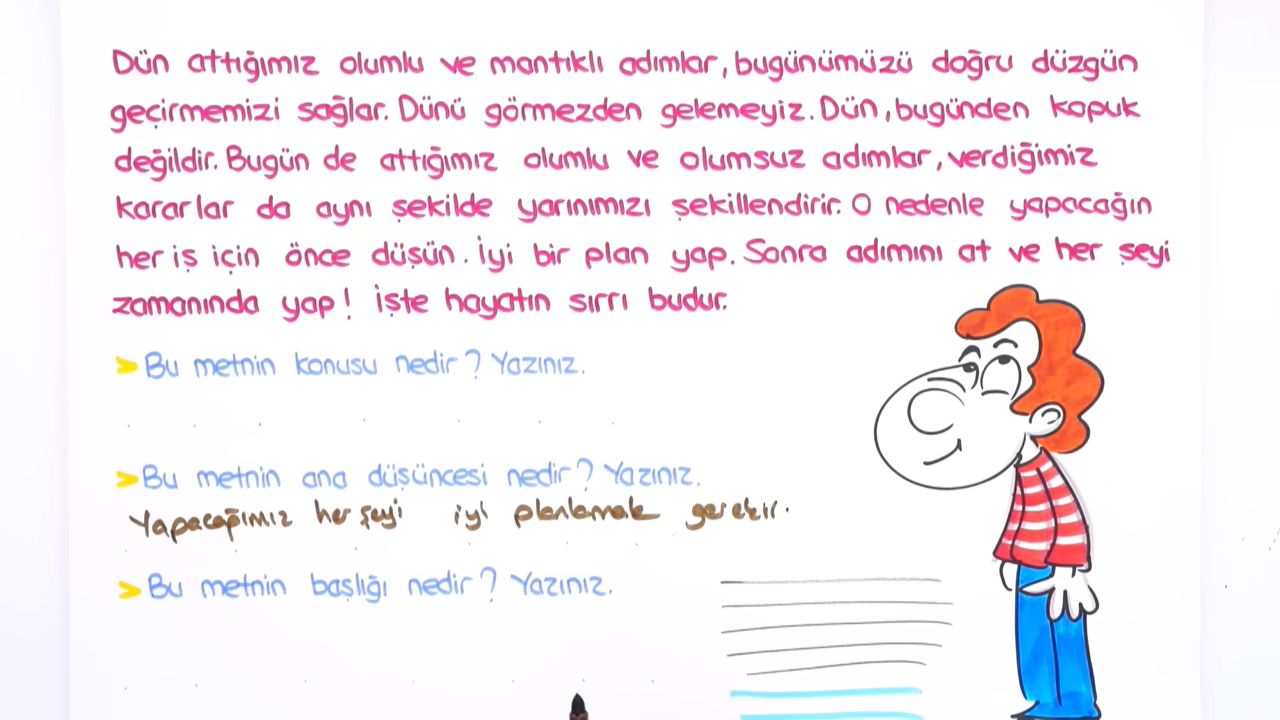 Dün attığımız olumlu ve mantıklı adımlar, bugünümüzü doğru düzgün
geçirmemizi sağlar. Dünü görmezden gelemeyiz. Dün, bugünden kopuk
değildir. Bugün de attığımız olumlu ve olumsuz adımlar, verdiğimiz
kararlar da aynı şekilde yarınımızı şekillendirir. O nedenle yapacağın
her iş için önce düşün. İyi bir plan yap. Sonra adımını at ve her şeyi
zamanında yap! İşte hayatın sırrı budur.
> Bu metnin konusu nedir? Yazınız.
> Bu metnin ana düşüncesi nedir? Yazınız.
Yapacağımız her şeyi iyi planlamak gerekir.
> Bu metnin başlığı nedir? Yazınız.